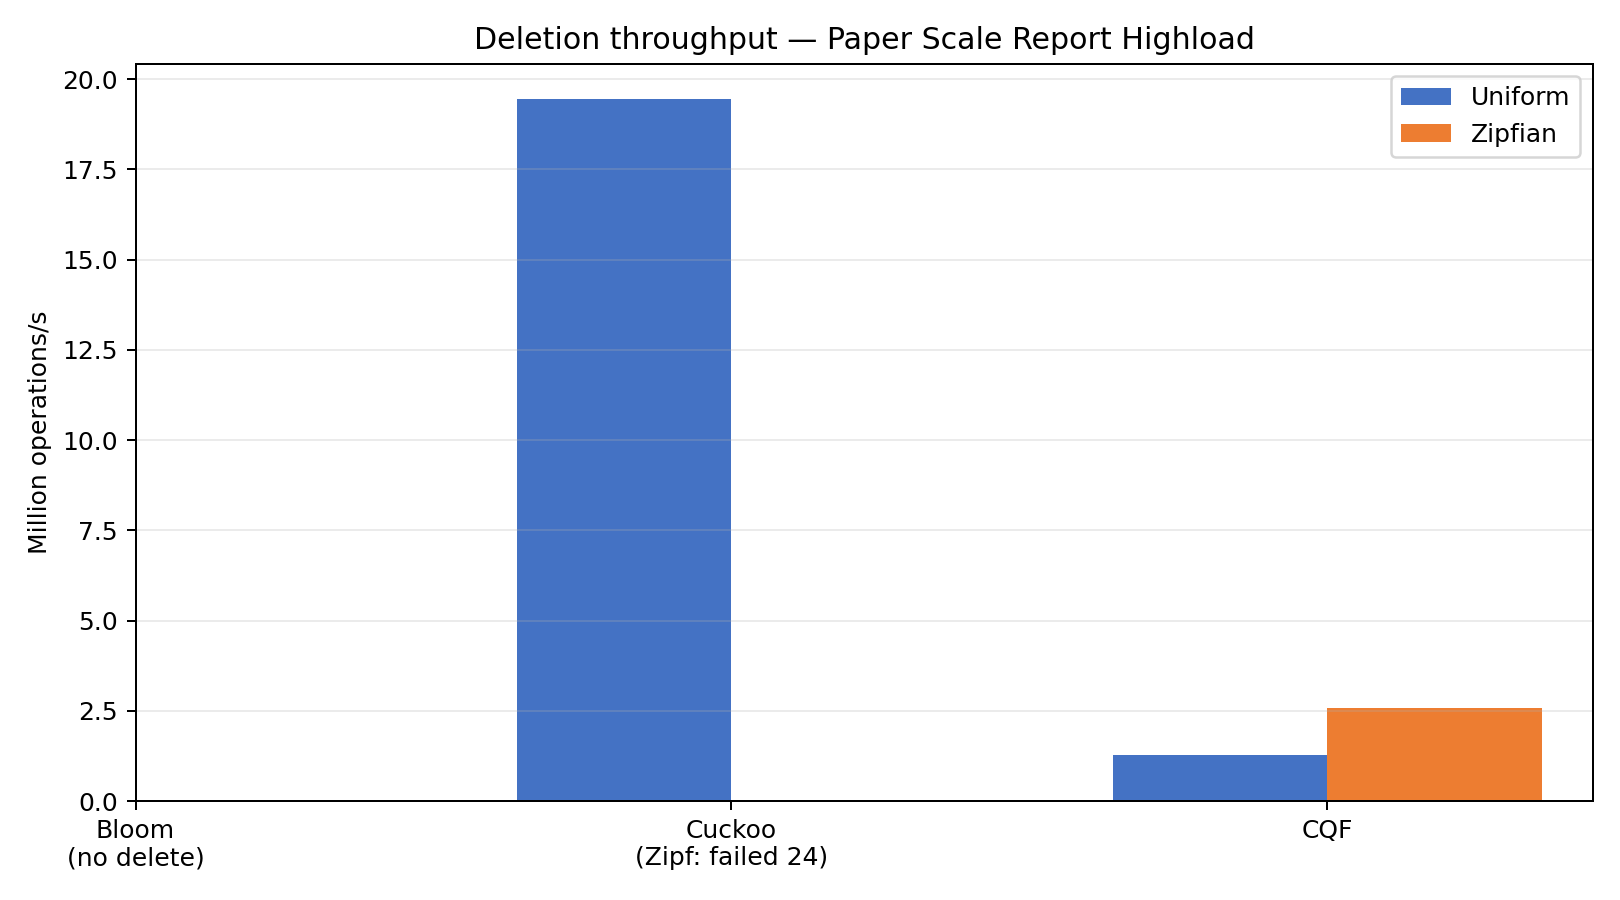 Deletion throughput — Paper Scale Report Highload
Uniform
Zipfian
Million operations/s
20.0
17.5
15.0
12.5
10.0
7.5
5.0
2.5
0.0
Bloom
(no delete)
Cuckoo
(Zipf: failed 24)
CQF